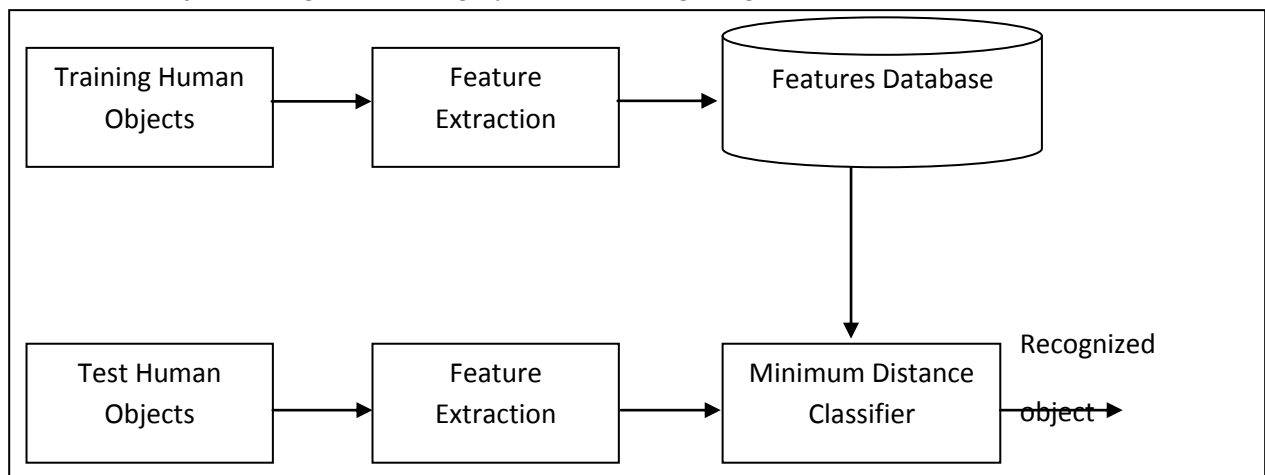 Training Human
Objects
Feature
Extraction
Features Database
Test Human
Objects
Feature
Extraction
Minimum Distance
Classifier
Recognized
object